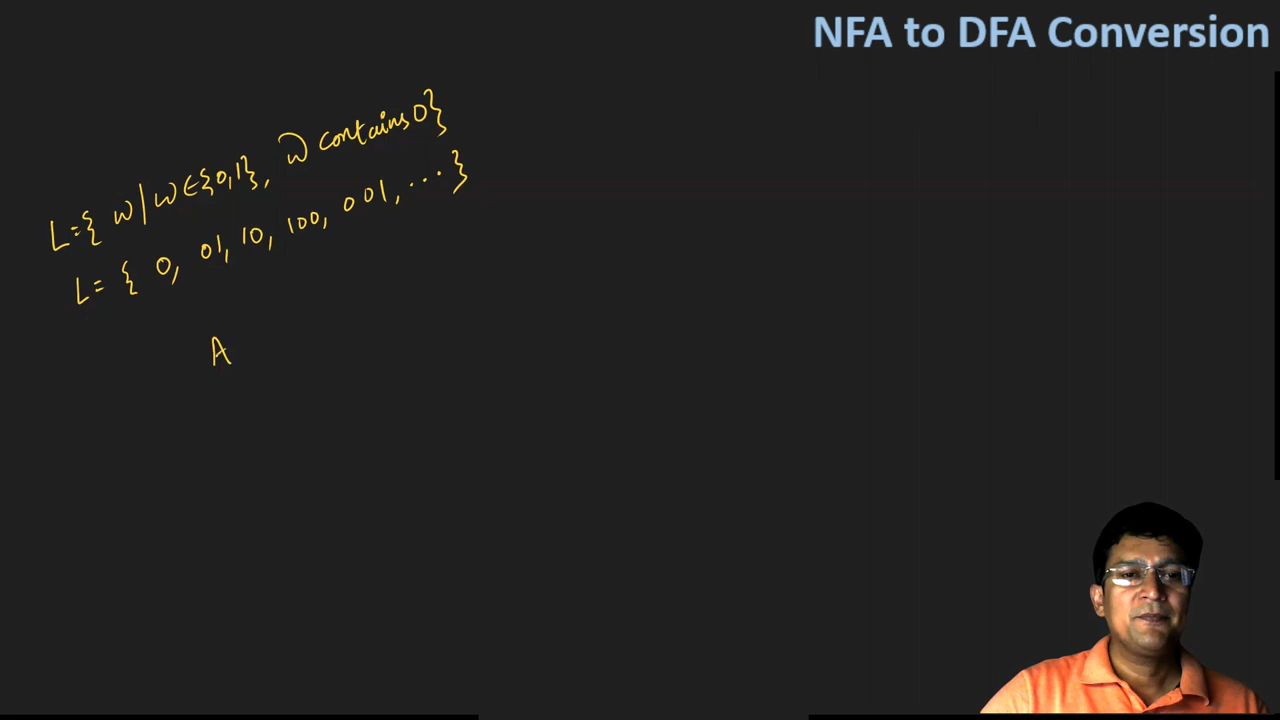 NFA to DFA Conversion
L={ w | w∈{0,1}, w contains 0}
L= { 0, 01, 10, 100, 001, ... }
A